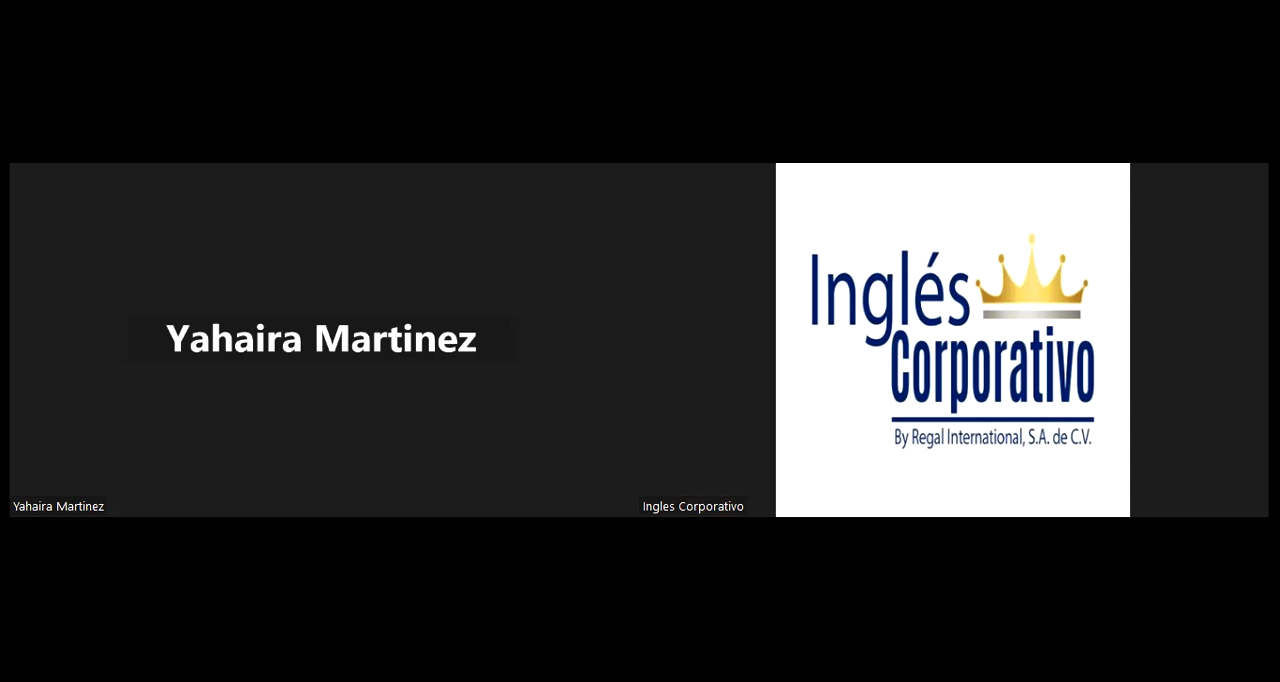 Yahaira Martinez
Yahaira Martinez
Ingles Corporativo
Inglés
Corporativo
By Regal International, S.A. de C.V.